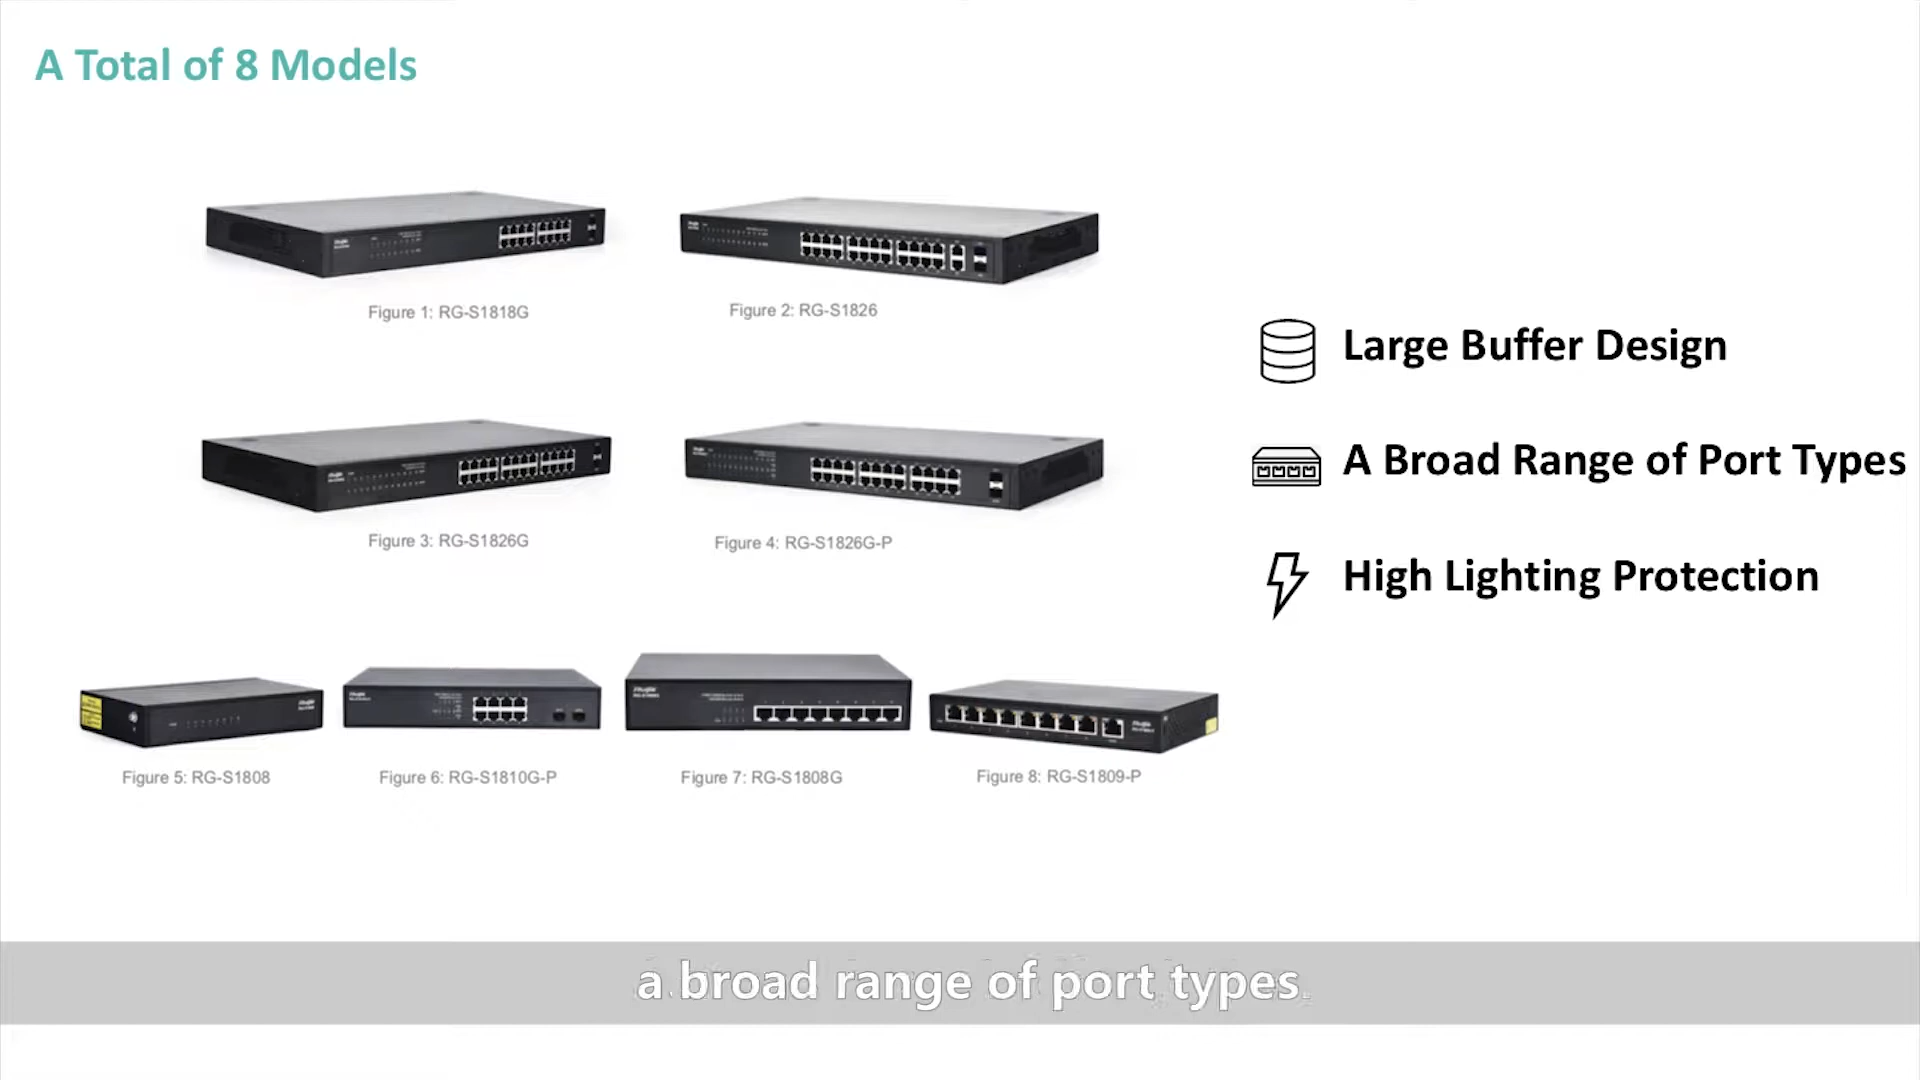 A Total of 8 Models
Figure 1: RG-S1818G
Figure 2: RG-S1826
Large Buffer Design
A Broad Range of Port Types
Figure 3: RG-S1826G
Figure 4: RG-S1826G-P
High Lighting Protection
Figure 5: RG-S1808
Figure 6: RG-S1810G-P
Figure 7: RG-S1808G
Figure 8: RG-S1809-P
a broad range of port types